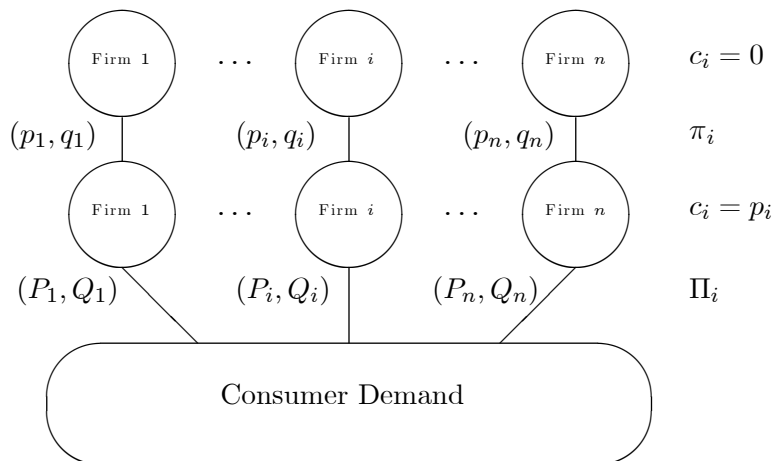 Firm 1 ... Firm i ... Firm n c_i = 0
(p_1, q_1) (p_i, q_i) (p_n, q_n) π_i
Firm 1 ... Firm i ... Firm n c_i = p_i
(P_1, Q_1) (P_i, Q_i) (P_n, Q_n) Π_i
Consumer Demand